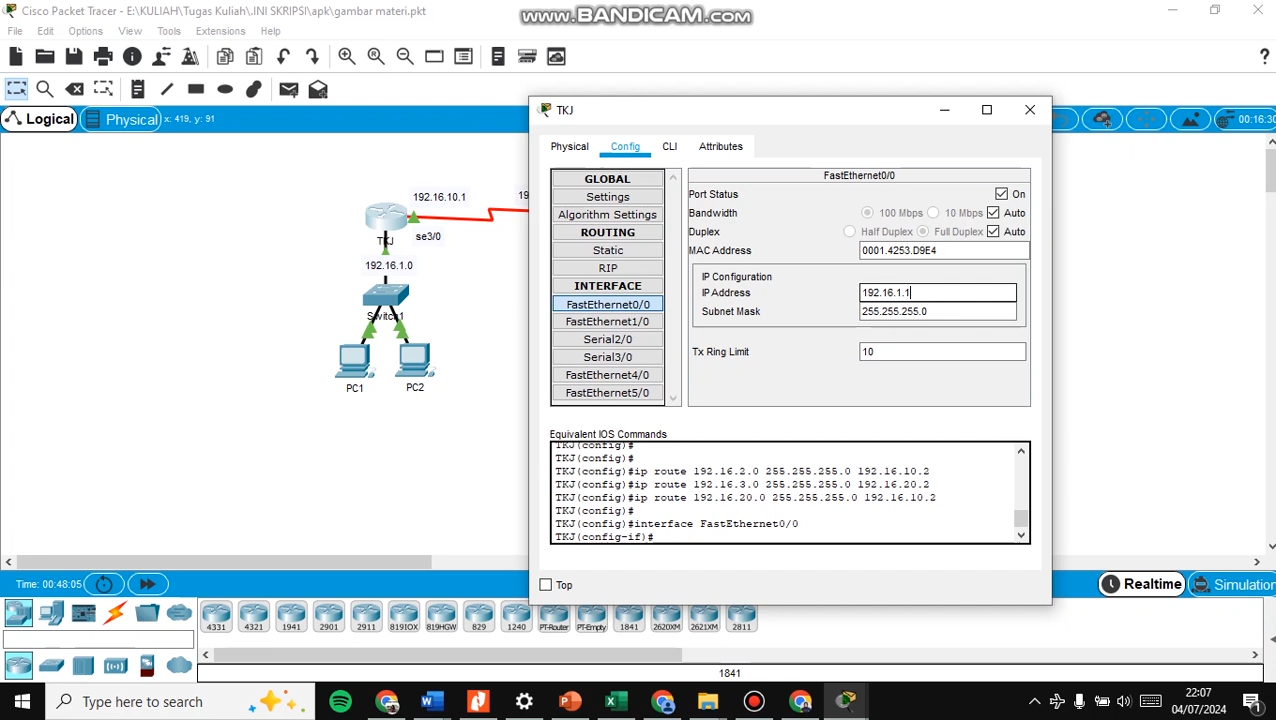 Cisco Packet Tracer - E:\KULIAH\Tugas Kuliah\.INI SKRIPSI\apk\gambar materi.pkt
www.BANDICAM.com
File Edit Options View Tools Extensions Help
Logical Physical x: 419, y: 91
00:16:30
TKJ
Physical Config CLI Attributes
GLOBAL
Settings
Algorithm Settings
ROUTING
Static
RIP
INTERFACE
FastEthernet0/0
FastEthernet1/0
Serial2/0
Serial3/0
FastEthernet4/0
FastEthernet5/0
FastEthernet0/0
Port Status On
Bandwidth 100 Mbps 10 Mbps Auto
Duplex Half Duplex Full Duplex Auto
MAC Address 0001.4253.D9E4
IP Configuration
IP Address 192.16.1.1
Subnet Mask 255.255.255.0
Tx Ring Limit 10
Equivalent IOS Commands
TKJ(config)#
TKJ(config)#
TKJ(config)#ip route 192.16.2.0 255.255.255.0 192.16.10.2
TKJ(config)#ip route 192.16.3.0 255.255.255.0 192.16.20.2
TKJ(config)#ip route 192.16.20.0 255.255.255.0 192.16.10.2
TKJ(config)#
TKJ(config)#interface FastEthernet0/0
TKJ(config-if)#
Top
192.16.10.1
19
TKJ
se3/0
192.16.1.0
Switch1
PC1 PC2
Time: 00:48:05
Realtime Simulation
4331 4321 1941 2901 2911 819IOX 819HGW 829 1240 PT-Router PT-Empty 1841 2620XM 2621XM 2811
1841
Type here to search
22:07
04/07/2024
1